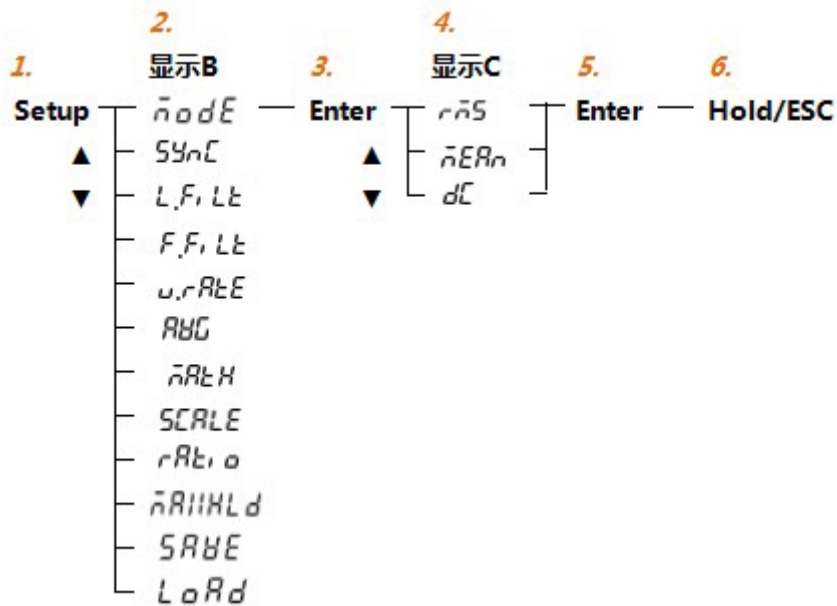 2. 4.
1. 显示B 3. 显示C 5. 6.
Setup modE Enter rmS Enter Hold/ESC
▲ SYnC ▲ mEAn
▼ L.FiLt ▼ dC
F.FiLt
u.rAtE
AVG
mAtH
SCALE
rAtio
mAXHLd
SAVE
LoAd